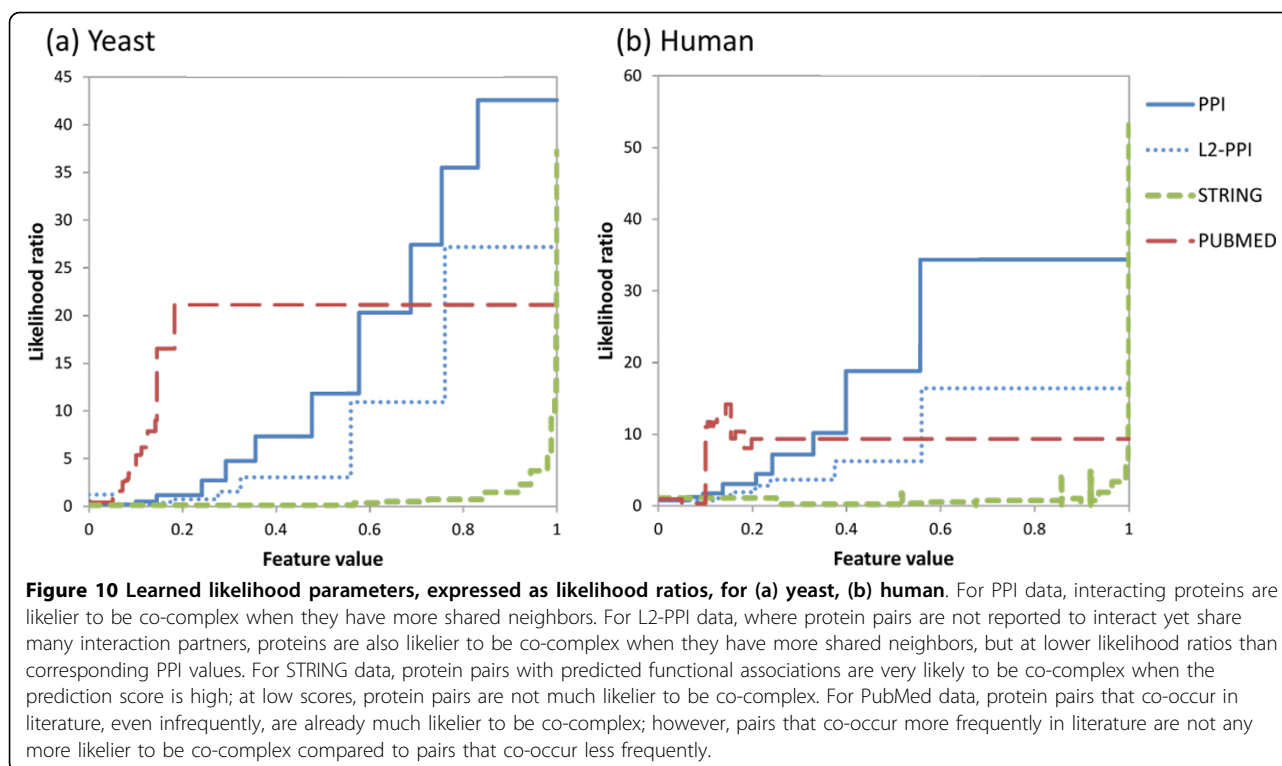 (a) Yeast
(b) Human
45
40
35
30
25
20
15
10
5
0
Likelihood ratio
0
0.2
0.4
0.6
0.8
1
Feature value
60
50
40
30
20
10
0
Likelihood ratio
0
0.2
0.4
0.6
0.8
1
Feature value
PPI
L2-PPI
STRING
PUBMED
Figure 10 Learned likelihood parameters, expressed as likelihood ratios, for (a) yeast, (b) human. For PPI data, interacting proteins are
likelier to be co-complex when they have more shared neighbors. For L2-PPI data, where protein pairs are not reported to interact yet share
many interaction partners, proteins are also likelier to be co-complex when they have more shared neighbors, but at lower likelihood ratios than
corresponding PPI values. For STRING data, protein pairs with predicted functional associations are very likely to be co-complex when the
prediction score is high; at low scores, protein pairs are not much likelier to be co-complex. For PubMed data, protein pairs that co-occur in
literature, even infrequently, are already much likelier to be co-complex; however, pairs that co-occur more frequently in literature are not any
more likelier to be co-complex compared to pairs that co-occur less frequently.